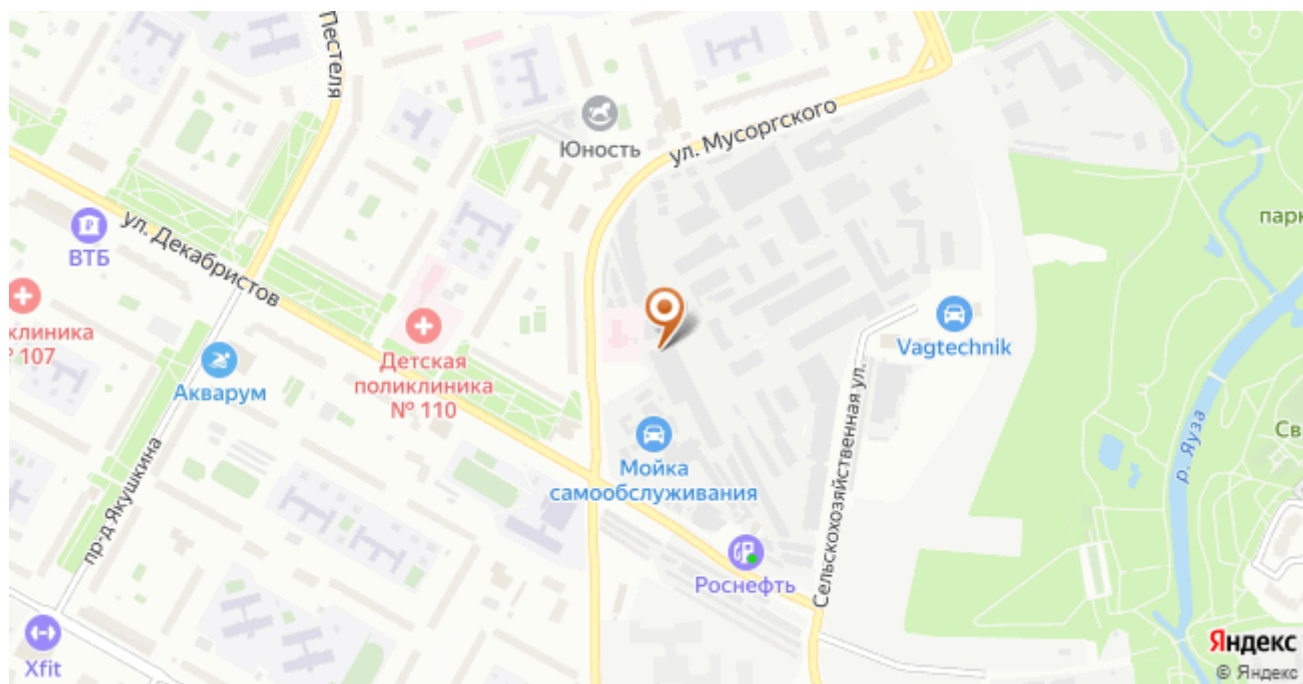 Пестеля
ул. Мусоргского
Юность
парк
ул. Декабристов
ВТБ
клиника
№ 107
Детская
поликлиника
№ 110
Vagtechnik
Акварум
р. Яуза
Св
Мойка
самообслуживания
Сельскохозяйственная ул.
пр-д Якушкина
Роснефть
Xfit
Яндекс
© Яндекс